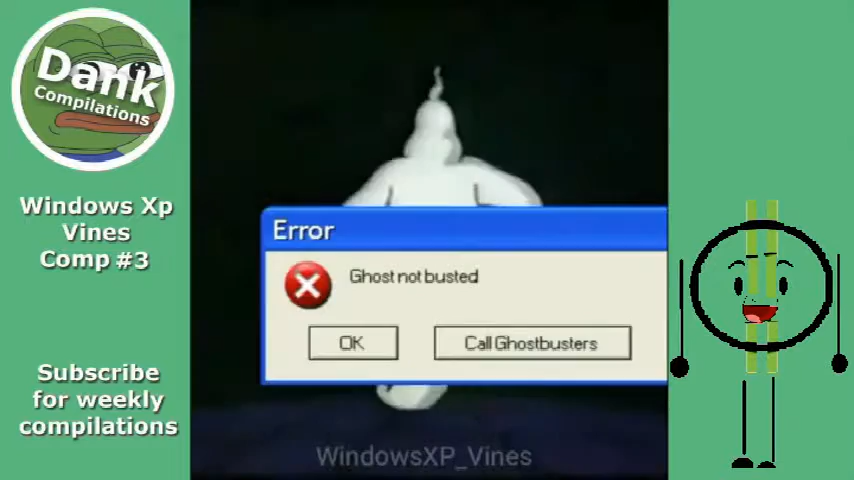 Dank
Compilations
Windows Xp
Vines
Comp #3
Subscribe
for weekly
compilations
Error
Ghost not busted
OK
Call Ghostbusters
WindowsXP_Vines